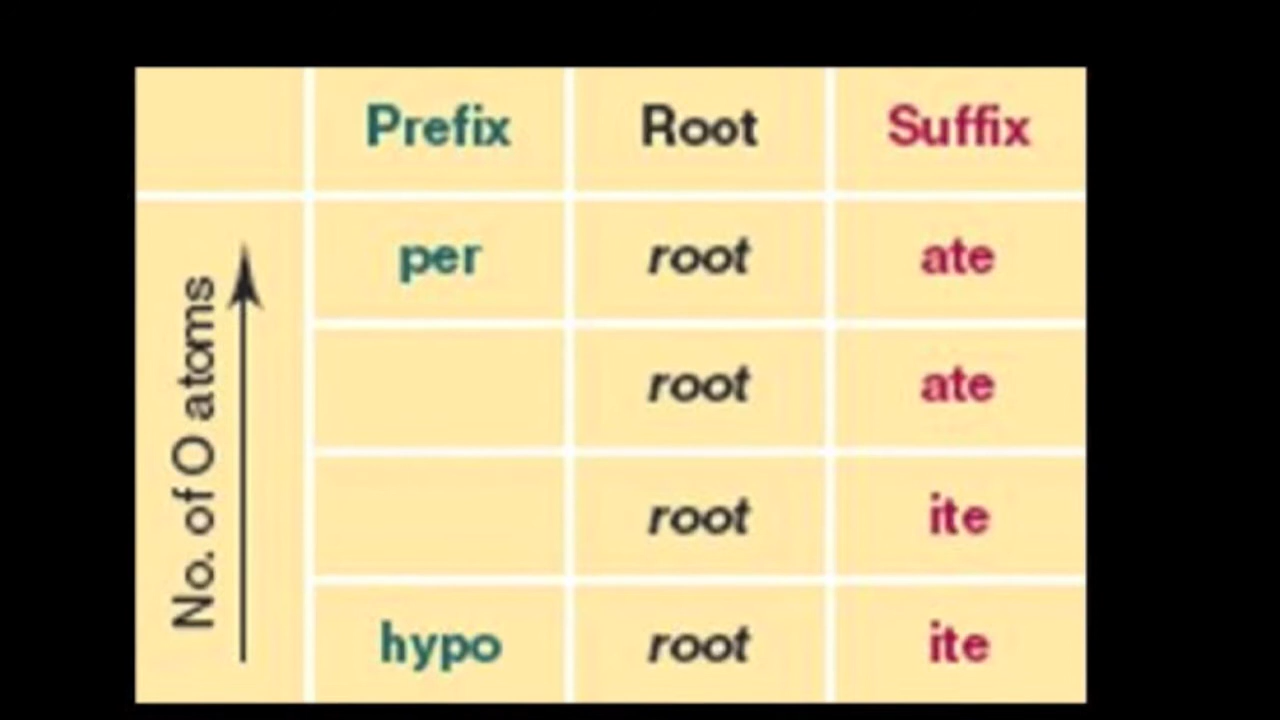 Prefix Root Suffix
No. of O atoms
per root ate
root ate
root ite
hypo root ite